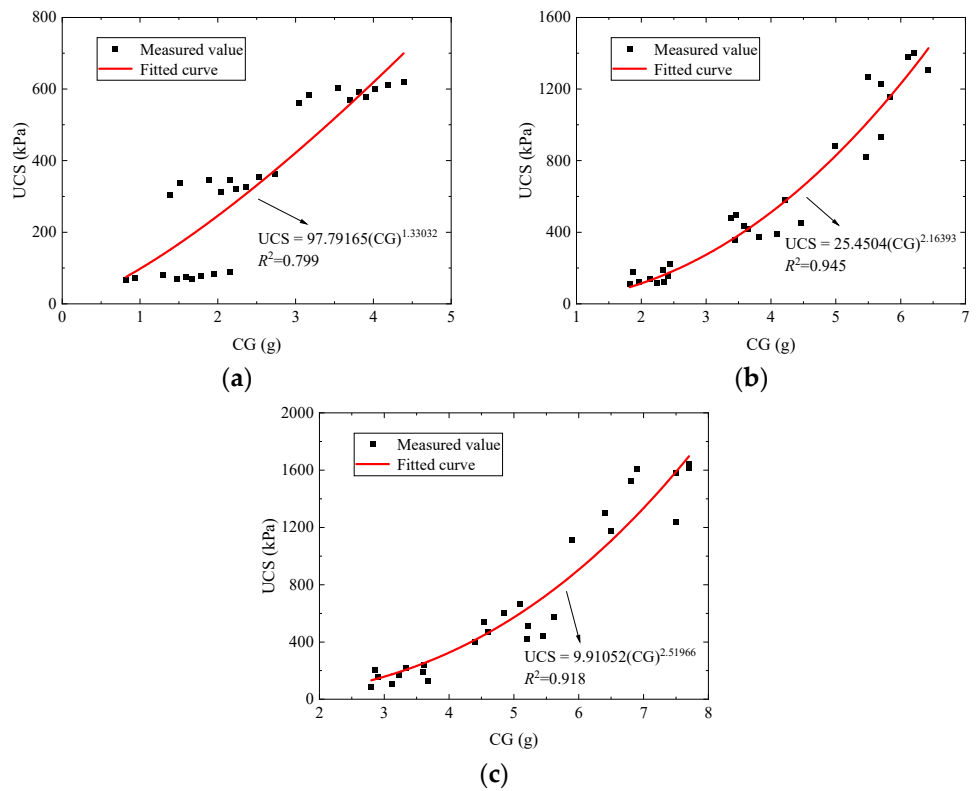 800
600
400
200
0
UCS (kPa)
Measured value
Fitted curve
UCS = 97.79165(CG)^1.33032
R²=0.799
0 1 2 3 4 5
CG (g)
(a)
1600
1200
800
400
0
UCS (kPa)
Measured value
Fitted curve
UCS = 25.4504(CG)^2.16393
R²=0.945
1 2 3 4 5 6 7
CG (g)
(b)
2000
1600
1200
800
400
0
UCS (kPa)
Measured value
Fitted curve
UCS = 9.91052(CG)^2.51966
R²=0.918
2 3 4 5 6 7 8
CG (g)
(c)